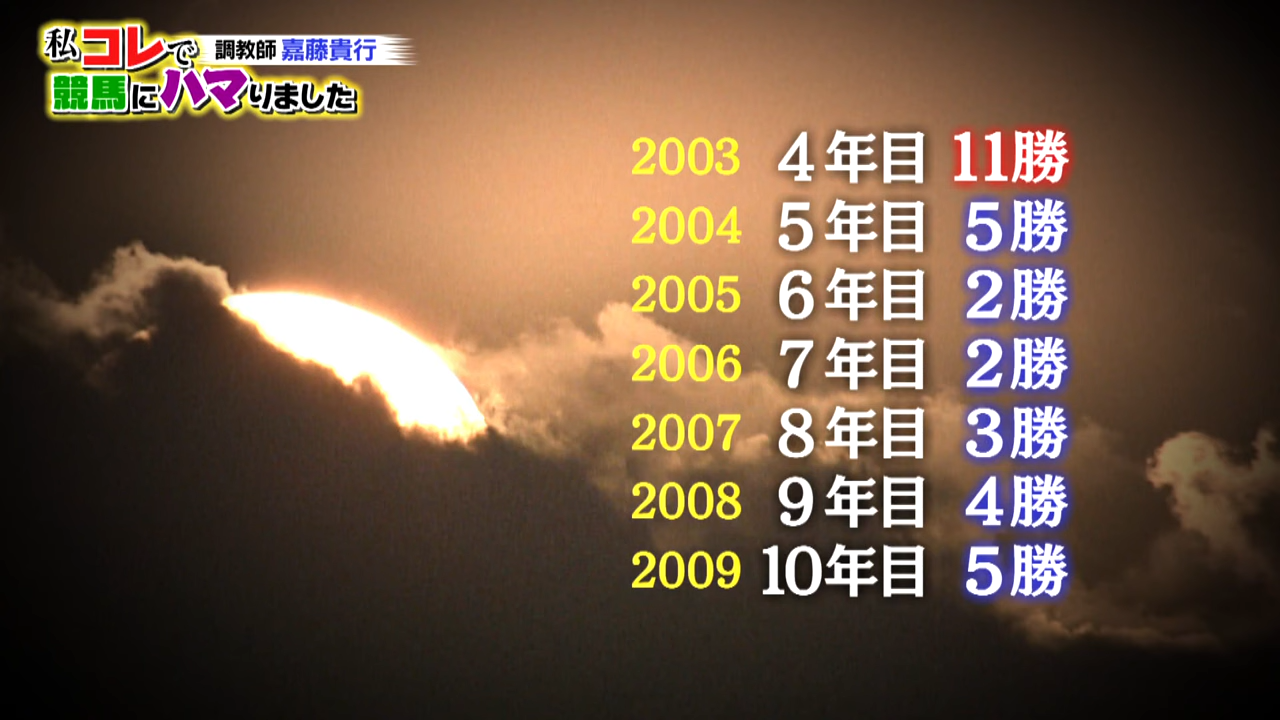 私コレで
競馬にハマりました
調教師 嘉藤貴行
2003 4年目 11勝
2004 5年目 5勝
2005 6年目 2勝
2006 7年目 2勝
2007 8年目 3勝
2008 9年目 4勝
2009 10年目 5勝